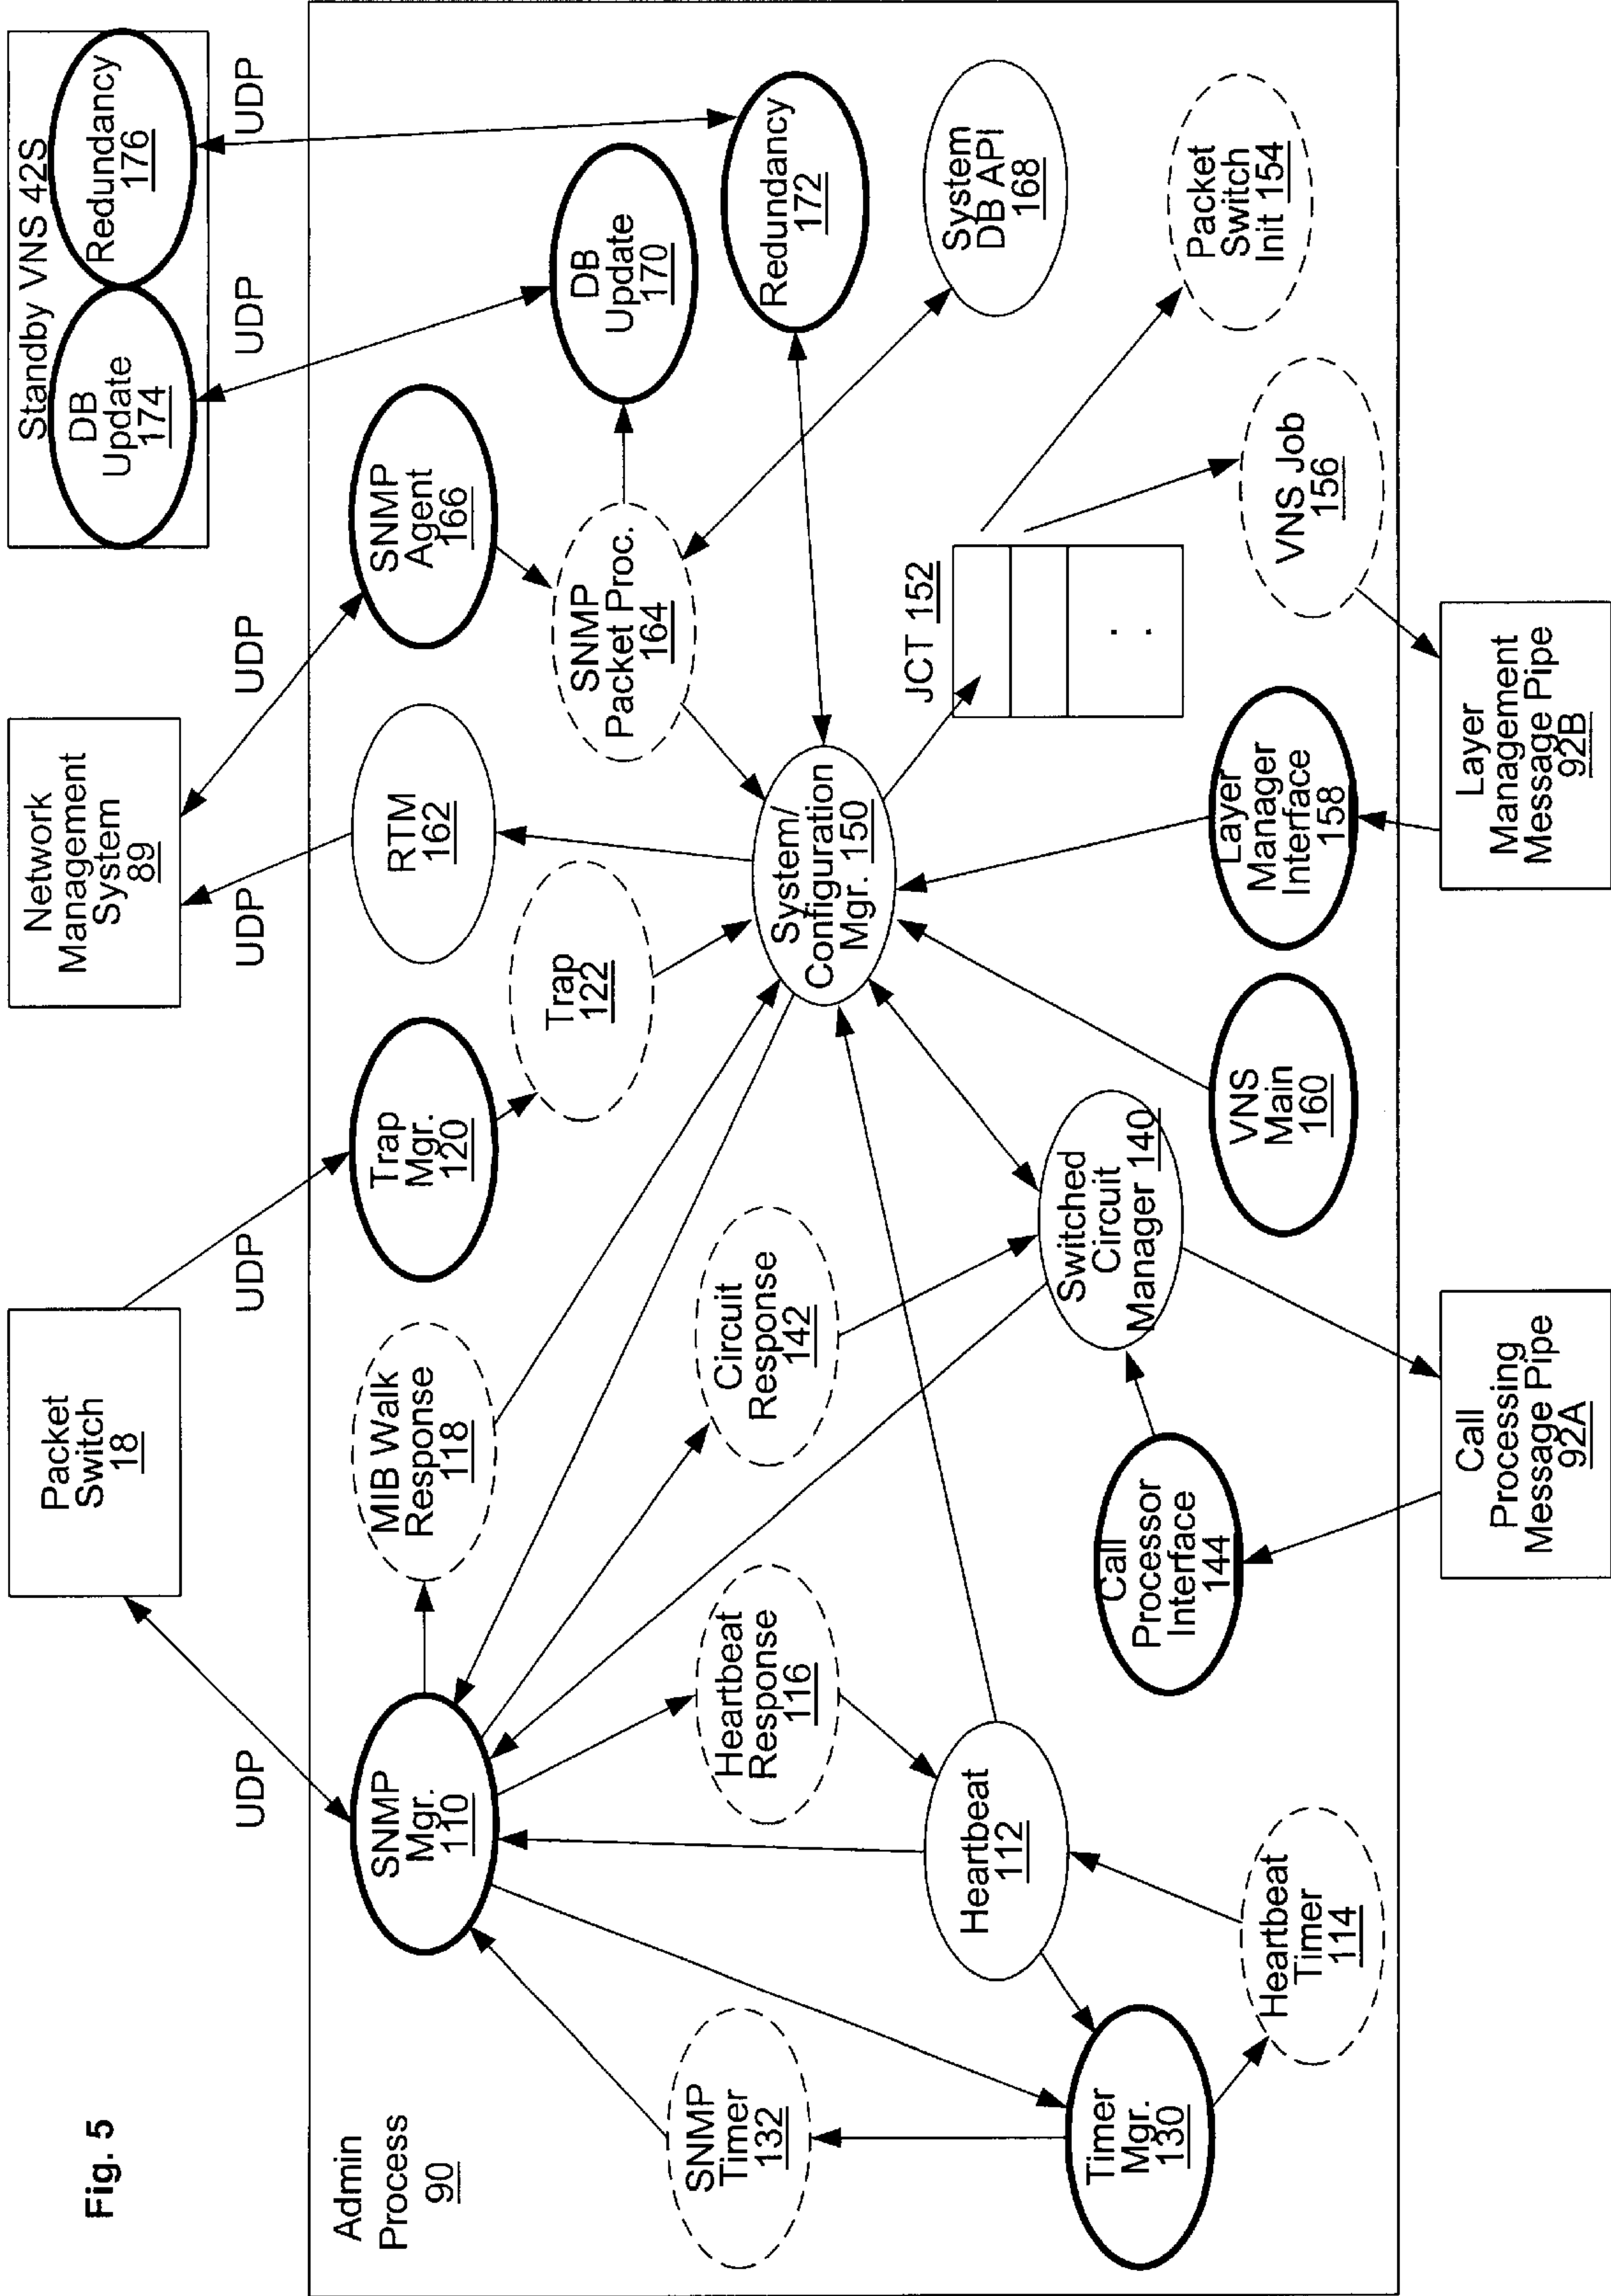 Fig. 5
Packet
Switch
18
Network
Management
System
89
Standby VNS 42S
DB
Update
174
Redundancy
176
UDP
UDP
UDP
UDP
UDP
UDP
Admin
Process
90
SNMP
Mgr.
110
MIB Walk
Response
118
Trap
Mgr.
120
RTM
162
SNMP
Agent
166
Trap
122
SNMP
Packet Proc.
164
DB
Update
170
SNMP
Timer
132
Heartbeat
Response
116
Circuit
Response
142
System/
Configuration
Mgr. 150
Redundancy
172
Heartbeat
112
JCT 152
System
DB API
168
Timer
Mgr.
130
Call
Processor
Interface
144
Switched
Circuit
Manager 140
Packet
Switch
Init 154
Heartbeat
Timer
114
VNS
Main
160
Layer
Manager
Interface
158
VNS Job
156
Call
Processing
Message Pipe
92A
Layer
Management
Message Pipe
92B